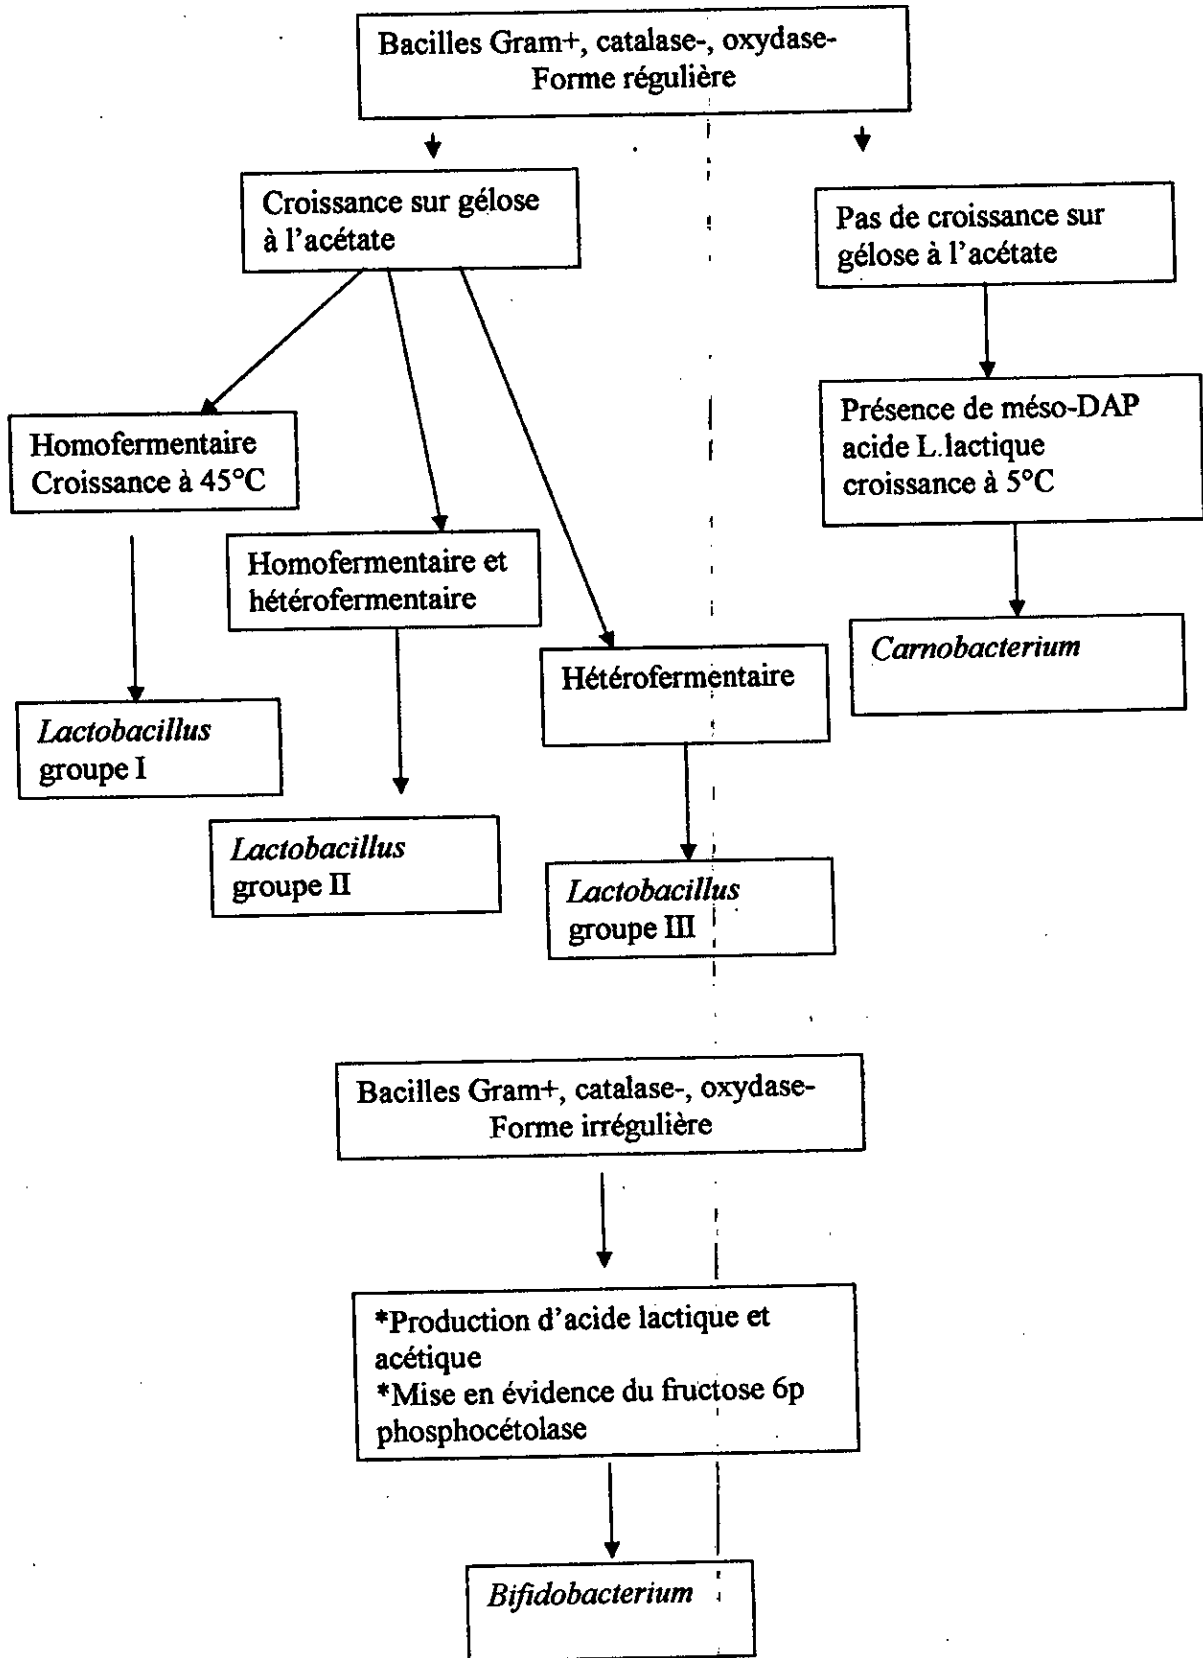 Bacilles Gram+, catalase-, oxydase-
Forme régulière
Croissance sur gélose
à l'acétate
Pas de croissance sur
gélose à l'acétate
Homofermentaire
Croissance à 45°C
Présence de méso-DAP
acide L.lactique
croissance à 5°C
Homofermentaire et
hétérofermentaire
Hétérofermentaire
Carnobacterium
Lactobacillus
groupe I
Lactobacillus
groupe II
Lactobacillus
groupe III
Bacilles Gram+, catalase-, oxydase-
Forme irrégulière
*Production d'acide lactique et
acétique
*Mise en évidence du fructose 6p
phosphocétolase
Bifidobacterium